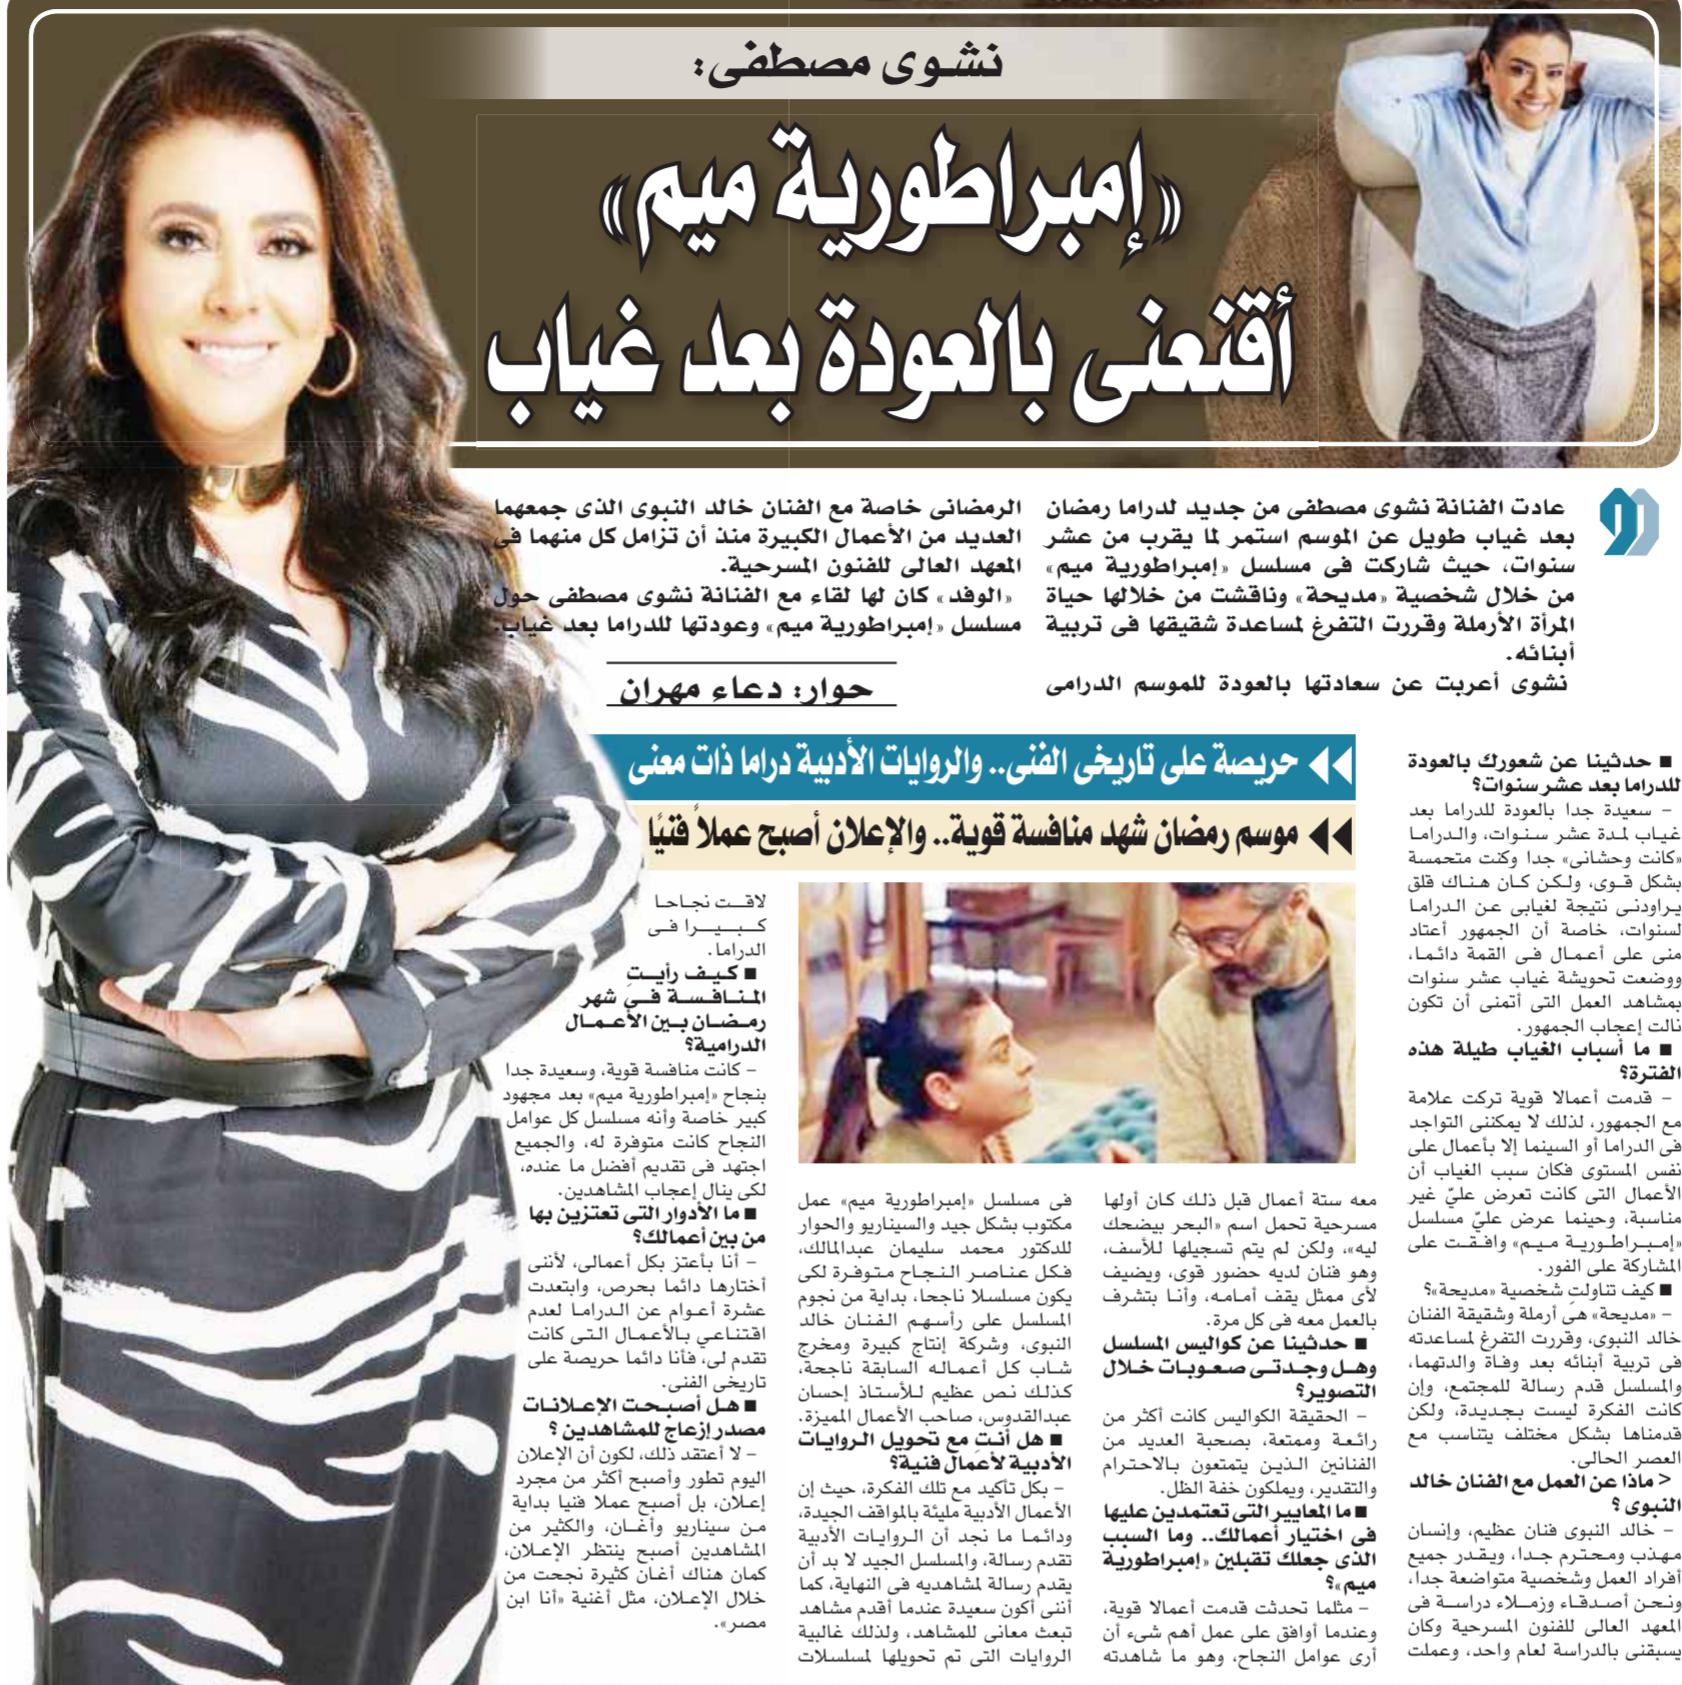 نشوى مصطفى:
«إمبراطورية ميم»
أقنعنى بالعودة بعد غياب
عادت الفنانة نشوى مصطفى من جديد لدراما رمضان
بعد غياب طويل عن الموسم استمر لما يقرب من عشر
سنوات، حيث شاركت فى مسلسل «إمبراطورية ميم»
من خلال شخصية «مديحة» وناقشت من خلالها حياة
المرأة الأرملة وقررت التفرغ لمساعدة شقيقها فى تربية
أبنائه.
نشوى أعربت عن سعادتها بالعودة للموسم الدرامى
الرمضانى خاصة مع الفنان خالد النبوى الذى جمعهما
العديد من الأعمال الكبيرة منذ أن تزامل كل منهما فى
المعهد العالى للفنون المسرحية.
«الوفد» كان لها لقاء مع الفنانة نشوى مصطفى حول
مسلسل «إمبراطورية ميم» وعودتها للدراما بعد غياب.
حوار: دعاء مهران
حريصة على تاريخى الفنى.. والروايات الأدبية دراما ذات معنى
موسم رمضان شهد منافسة قوية.. والإعلان أصبح عملاً فنيًا
■ حدثينا عن شعورك بالعودة
للدراما بعد عشر سنوات؟
– سعيدة جدا بالعودة للدراما بعد
غياب لمدة عشر سنوات، والدراما
«كانت وحشانى» جدا وكنت متحمسة
بشكل قوى، ولكن كان هناك قلق
يراودنى نتيجة لغيابى عن الدراما
لسنوات، خاصة أن الجمهور أعتاد
منى على أعمال فى القمة دائما،
ووضعت تحويشة غياب عشر سنوات
بمشاهد العمل التى أتمنى أن تكون
نالت إعجاب الجمهور.
■ ما أسباب الغياب طيلة هذه
الفترة؟
– قدمت أعمالا قوية تركت علامة
مع الجمهور، لذلك لا يمكننى التواجد
فى الدراما أو السينما إلا بأعمال على
نفس المستوى فكان سبب الغياب أن
الأعمال التى كانت تعرض عليّ غير
مناسبة، وحينما عرض عليّ مسلسل
«إمبراطورية ميم» وافقت على
المشاركة على الفور.
■ كيف تناولتِ شخصية «مديحة»؟
– «مديحة» هى أرملة وشقيقة الفنان
خالد النبوى، وقررت التفرغ لمساعدته
فى تربية أبنائه بعد وفاة والدتهما،
والمسلسل قدم رسالة للمجتمع، وإن
كانت الفكرة ليست بجديدة، ولكن
قدمناها بشكل مختلف يتناسب مع
العصر الحالى.
< ماذا عن العمل مع الفنان خالد
النبوى ؟
– خالد النبوى فنان عظيم، وإنسان
مهذب ومحترم جدا، ويقدر جميع
أفراد العمل وشخصية متواضعة جدا،
ونحن أصدقاء وزملاء دراسة فى
المعهد العالى للفنون المسرحية وكان
يسبقنى بالدراسة لعام واحد، وعملت
معه ستة أعمال قبل ذلك كان أولها
مسرحية تحمل اسم «البحر بيضحك
ليه»، ولكن لم يتم تسجيلها للأسف،
وهو فنان لديه حضور قوى، ويضيف
لأى ممثل يقف أمامه، وأنا بتشرف
بالعمل معه فى كل مرة.
■ حدثينا عن كواليس المسلسل
وهل وجدتى صعوبات خلال
التصوير؟
– الحقيقة الكواليس كانت أكثر من
رائعة وممتعة، بصحبة العديد من
الفنانين الذين يتمتعون بالاحترام
والتقدير، ويملكون خفة الظل.
■ ما المعايير التى تعتمدين عليها
فى اختيار أعمالك.. وما السبب
الذى جعلك تقبلين «إمبراطورية
ميم»؟
– مثلما تحدثت قدمت أعمالا قوية،
وعندما أوافق على عمل أهم شىء أن
أرى عوامل النجاح، وهو ما شاهدته
فى مسلسل «إمبراطورية ميم» عمل
مكتوب بشكل جيد والسيناريو والحوار
للدكتور محمد سليمان عبدالمالك،
فكل عناصر النجاح متوفرة لكى
يكون مسلسلا ناجحا، بداية من نجوم
المسلسل على رأسهم الفنان خالد
النبوى، وشركة إنتاج كبيرة ومخرج
شاب كل أعماله السابقة ناجحة،
كذلك نص عظيم للأستاذ إحسان
عبدالقدوس، صاحب الأعمال المميزة.
■ هل أنتِ مع تحويل الروايات
الأدبية لأعمال فنية؟
– بكل تأكيد مع تلك الفكرة، حيث إن
الأعمال الأدبية مليئة بالمواقف الجيدة،
ودائما ما نجد أن الروايات الأدبية
تقدم رسالة، والمسلسل الجيد لا بد أن
يقدم رسالة لمشاهديه فى النهاية، كما
أننى أكون سعيدة عندما أقدم مشاهد
تبعث معانى للمشاهد، ولذلك غالبية
الروايات التى تم تحويلها لمسلسلات
لاقت نجاحا
كبيرا فى
الدراما.
■ كيف رأيتِ
المنافسة فى شهر
رمضان بين الأعمال
الدرامية؟
– كانت منافسة قوية، وسعيدة جدا
بنجاح «إمبراطورية ميم» بعد مجهود
كبير خاصة وأنه مسلسل كل عوامل
النجاح كانت متوفرة له، والجميع
اجتهد فى تقديم أفضل ما عنده،
لكى ينال إعجاب المشاهدين.
■ ما الأدوار التى تعتزين بها
من بين أعمالك؟
– أنا بأعتز بكل أعمالى، لأننى
أختارها دائما بحرص، وابتعدت
عشرة أعوام عن الدراما لعدم
اقتناعي بالأعمال التى كانت
تقدم لى، فأنا دائما حريصة على
تاريخى الفنى.
■ هل أصبحت الإعلانات
مصدر إزعاج للمشاهدين ؟
– لا أعتقد ذلك، لكون أن الإعلان
اليوم تطور وأصبح أكثر من مجرد
إعلان، بل أصبح عملا فنيا بداية
من سيناريو وأغان، والكثير من
المشاهدين أصبح ينتظر الإعلان،
كمان هناك أغان كثيرة نجحت من
خلال الإعلان، مثل أغنية «أنا ابن
مصر».